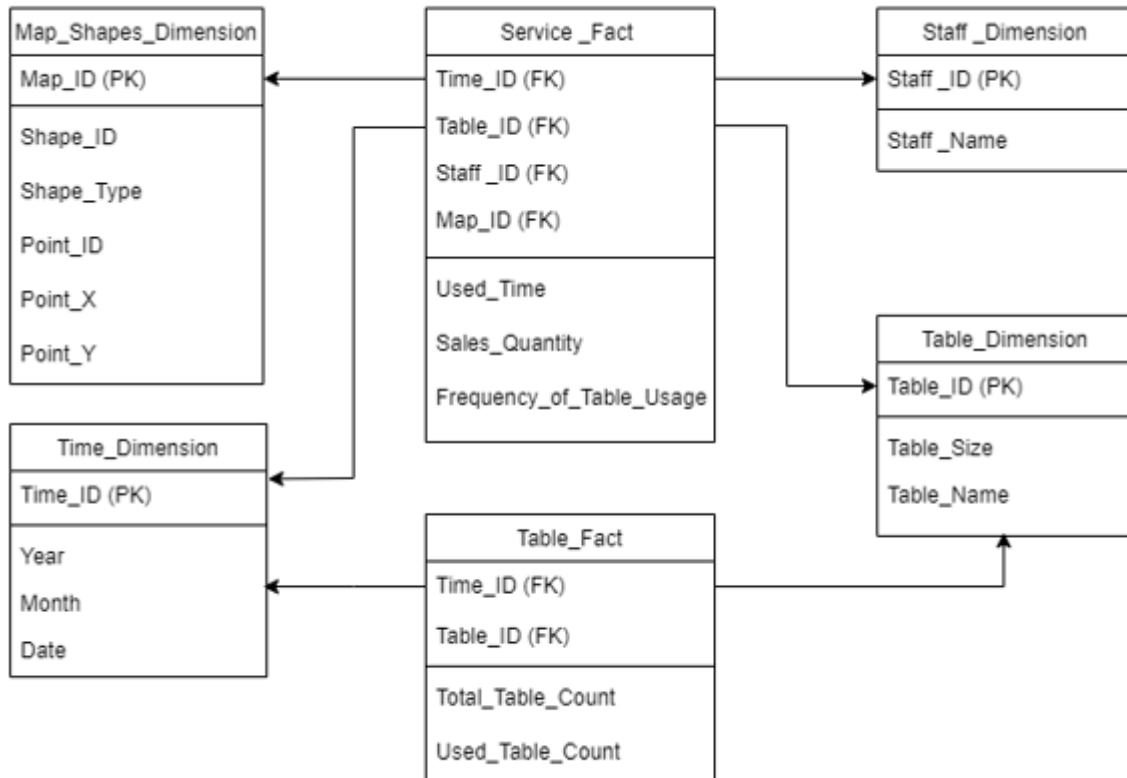 Map_Shapes_Dimension
Map_ID (PK)
Shape_ID
Shape_Type
Point_ID
Point_X
Point_Y
Service _Fact
Time_ID (FK)
Table_ID (FK)
Staff _ID (FK)
Map_ID (FK)
Used_Time
Sales_Quantity
Frequency_of_Table_Usage
Staff _Dimension
Staff _ID (PK)
Staff _Name
Table_Dimension
Table_ID (PK)
Table_Size
Table_Name
Time_Dimension
Time_ID (PK)
Year
Month
Date
Table_Fact
Time_ID (FK)
Table_ID (FK)
Total_Table_Count
Used_Table_Count